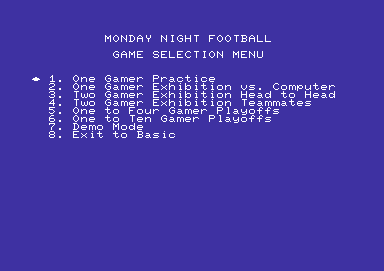 MONDAY NIGHT FOOTBALL
GAME SELECTION MENU
1. One Gamer Practice
2. One Gamer Exhibition vs. Computer
3. Two Gamer Exhibition Head to Head
4. Two Gamer Exhibition Teammates
5. One to Four Gamer Playoffs
6. One to Ten Gamer Playoffs
7. Demo Mode
8. Exit to Basic